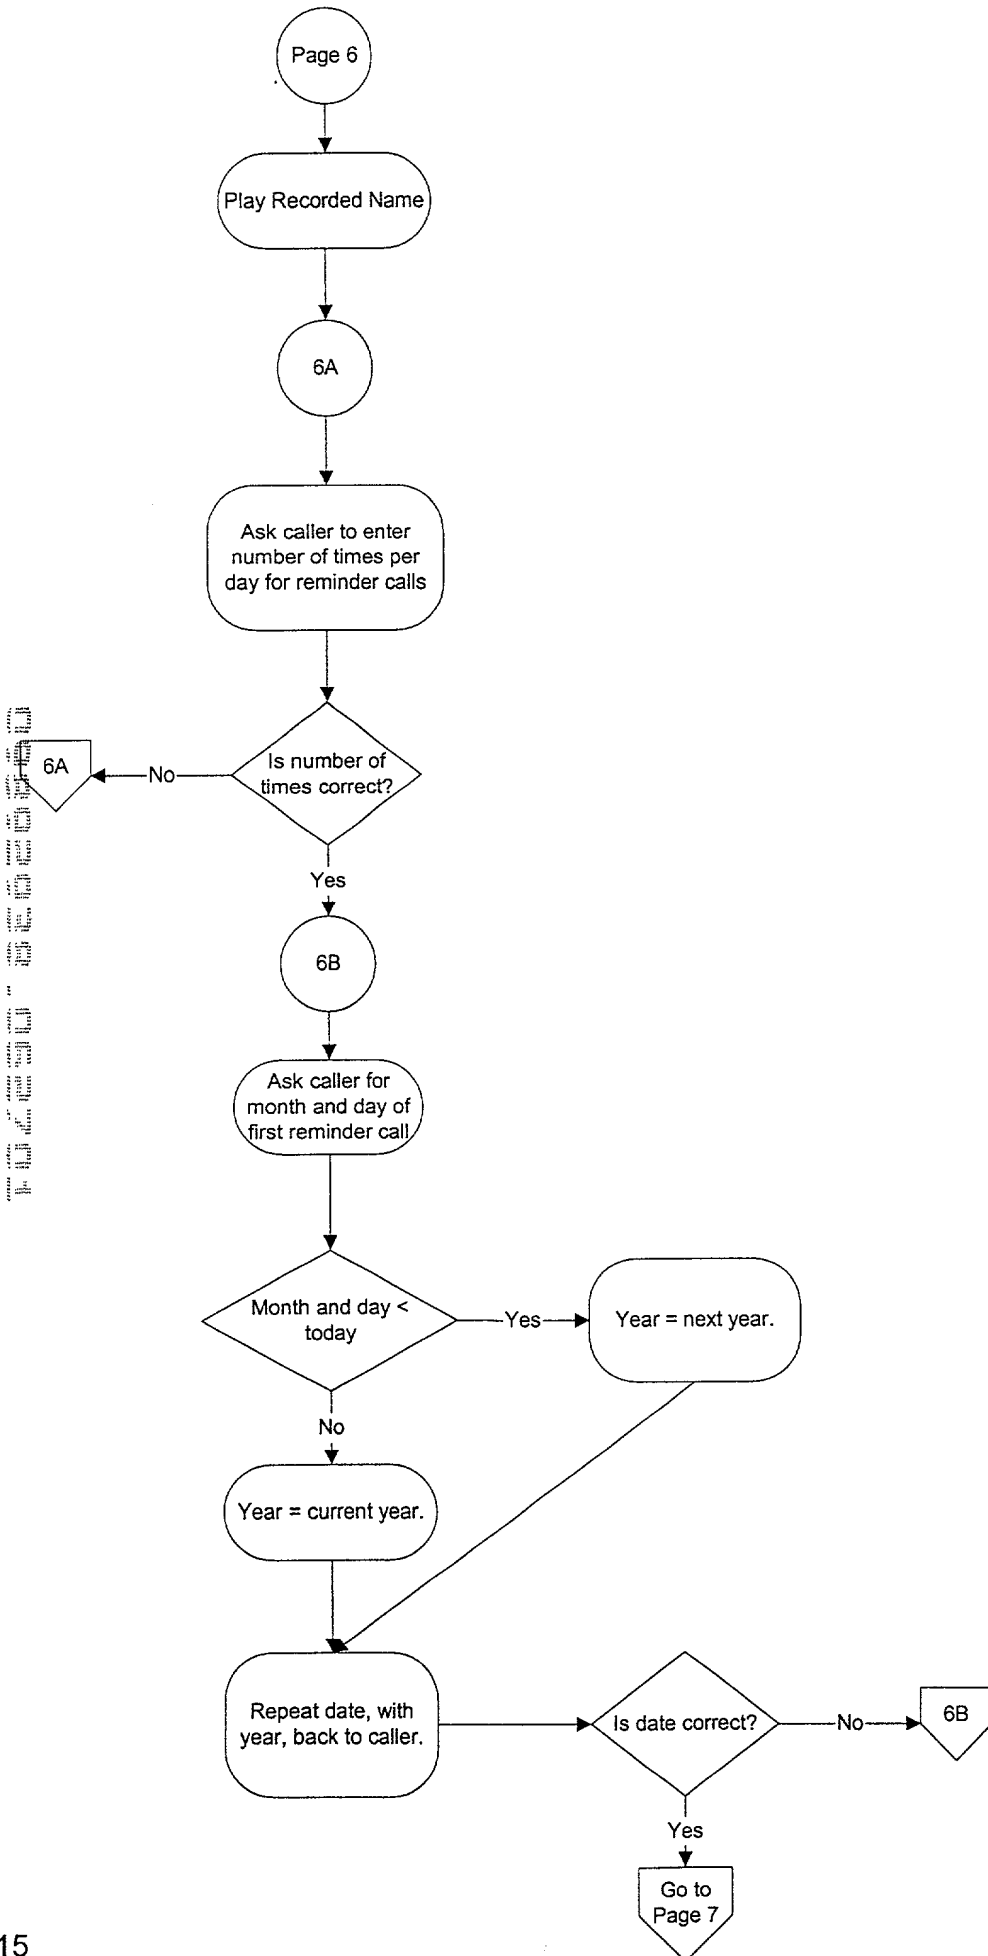 Page 6
Play Recorded Name
6A
Ask caller to enter
number of times per
day for reminder calls
Is number of
times correct?
No
6A
Yes
6B
Ask caller for
month and day of
first reminder call
Month and day <
today
Yes
Year = next year.
No
Year = current year.
Repeat date, with
year, back to caller.
Is date correct?
No
6B
Yes
Go to
Page 7
15